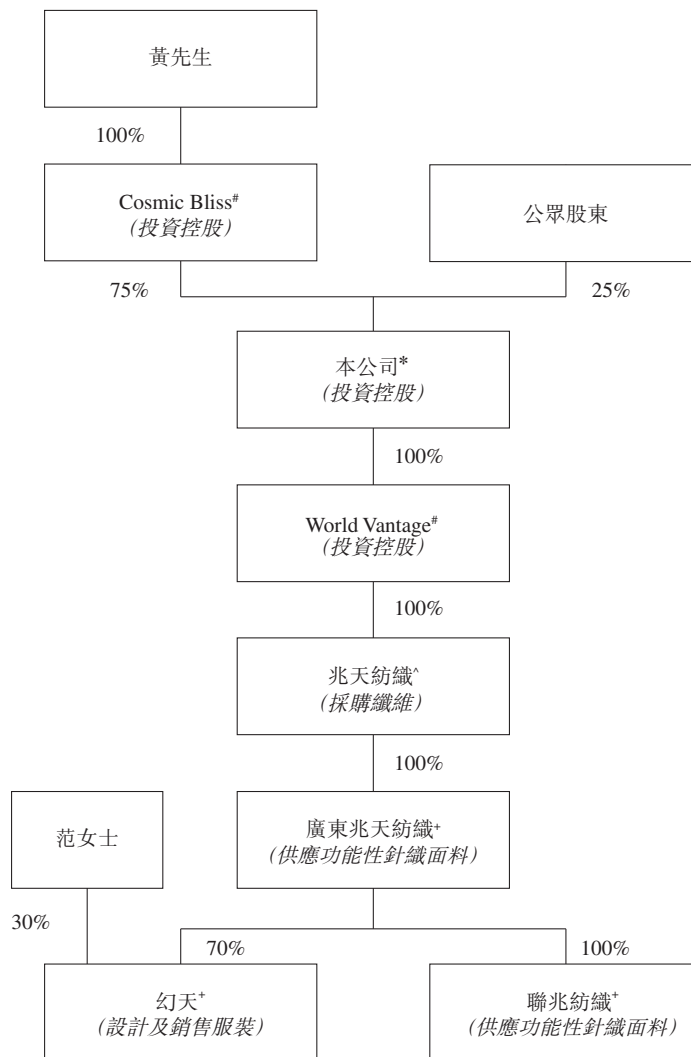 黃先生
100%
Cosmic Bliss#
(投資控股)
公眾股東
75%
25%
本公司*
(投資控股)
100%
World Vantage#
(投資控股)
100%
兆天紡織^
(採購纖維)
100%
范女士
廣東兆天紡織+
(供應功能性針織面料)
30%
70%
100%
幻天+
(設計及銷售服裝)
聯兆紡織+
(供應功能性針織面料)